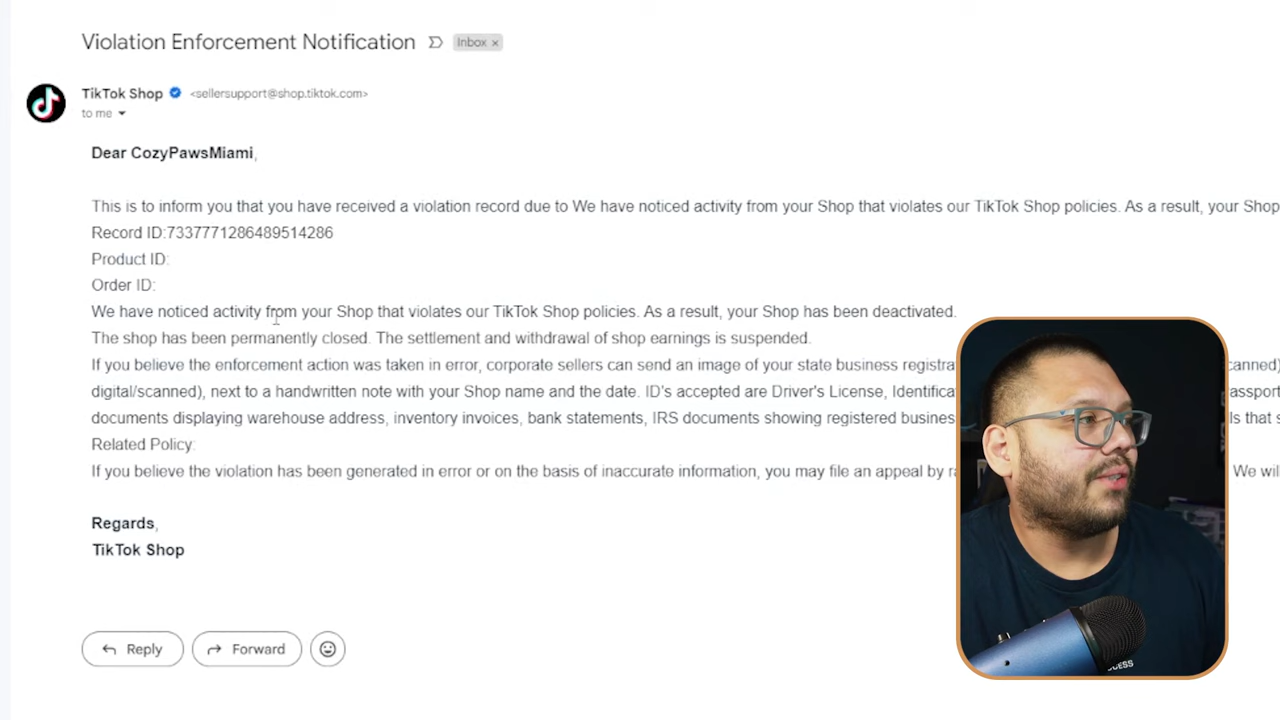 Violation Enforcement Notification Inbox ×
TikTok Shop <sellersupport@shop.tiktok.com>
to me
Dear CozyPawsMiami,
This is to inform you that you have received a violation record due to We have noticed activity from your Shop that violates our TikTok Shop policies. As a result, your Shop
Record ID:7337771286489514286
Product ID:
Order ID:
We have noticed activity from your Shop that violates our TikTok Shop policies. As a result, your Shop has been deactivated.
The shop has been permanently closed. The settlement and withdrawal of shop earnings is suspended.
If you believe the enforcement action was taken in error, corporate sellers can send an image of your state business
digital/scanned), next to a handwritten note with your Shop name and the date. ID's accepted are Driver's License,
documents displaying warehouse address, inventory invoices, bank statements, IRS documents showing registered that
Related Policy:
If you believe the violation has been generated in error or on the basis of inaccurate information, you may file an appeal by We
Regards,
TikTok Shop
Reply Forward